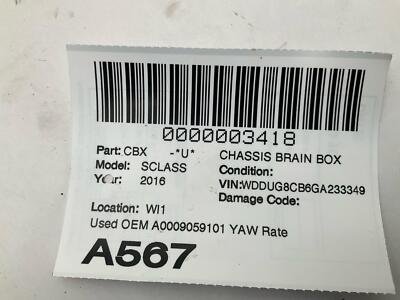 0000003418
Part: CBX -*U* CHASSIS BRAIN BOX
Model: SCLASS Condition:
Year: 2016 VIN:WDDUG8CB6GA233349
Damage Code:
Location: WI1
Used OEM A0009059101 YAW Rate
A567